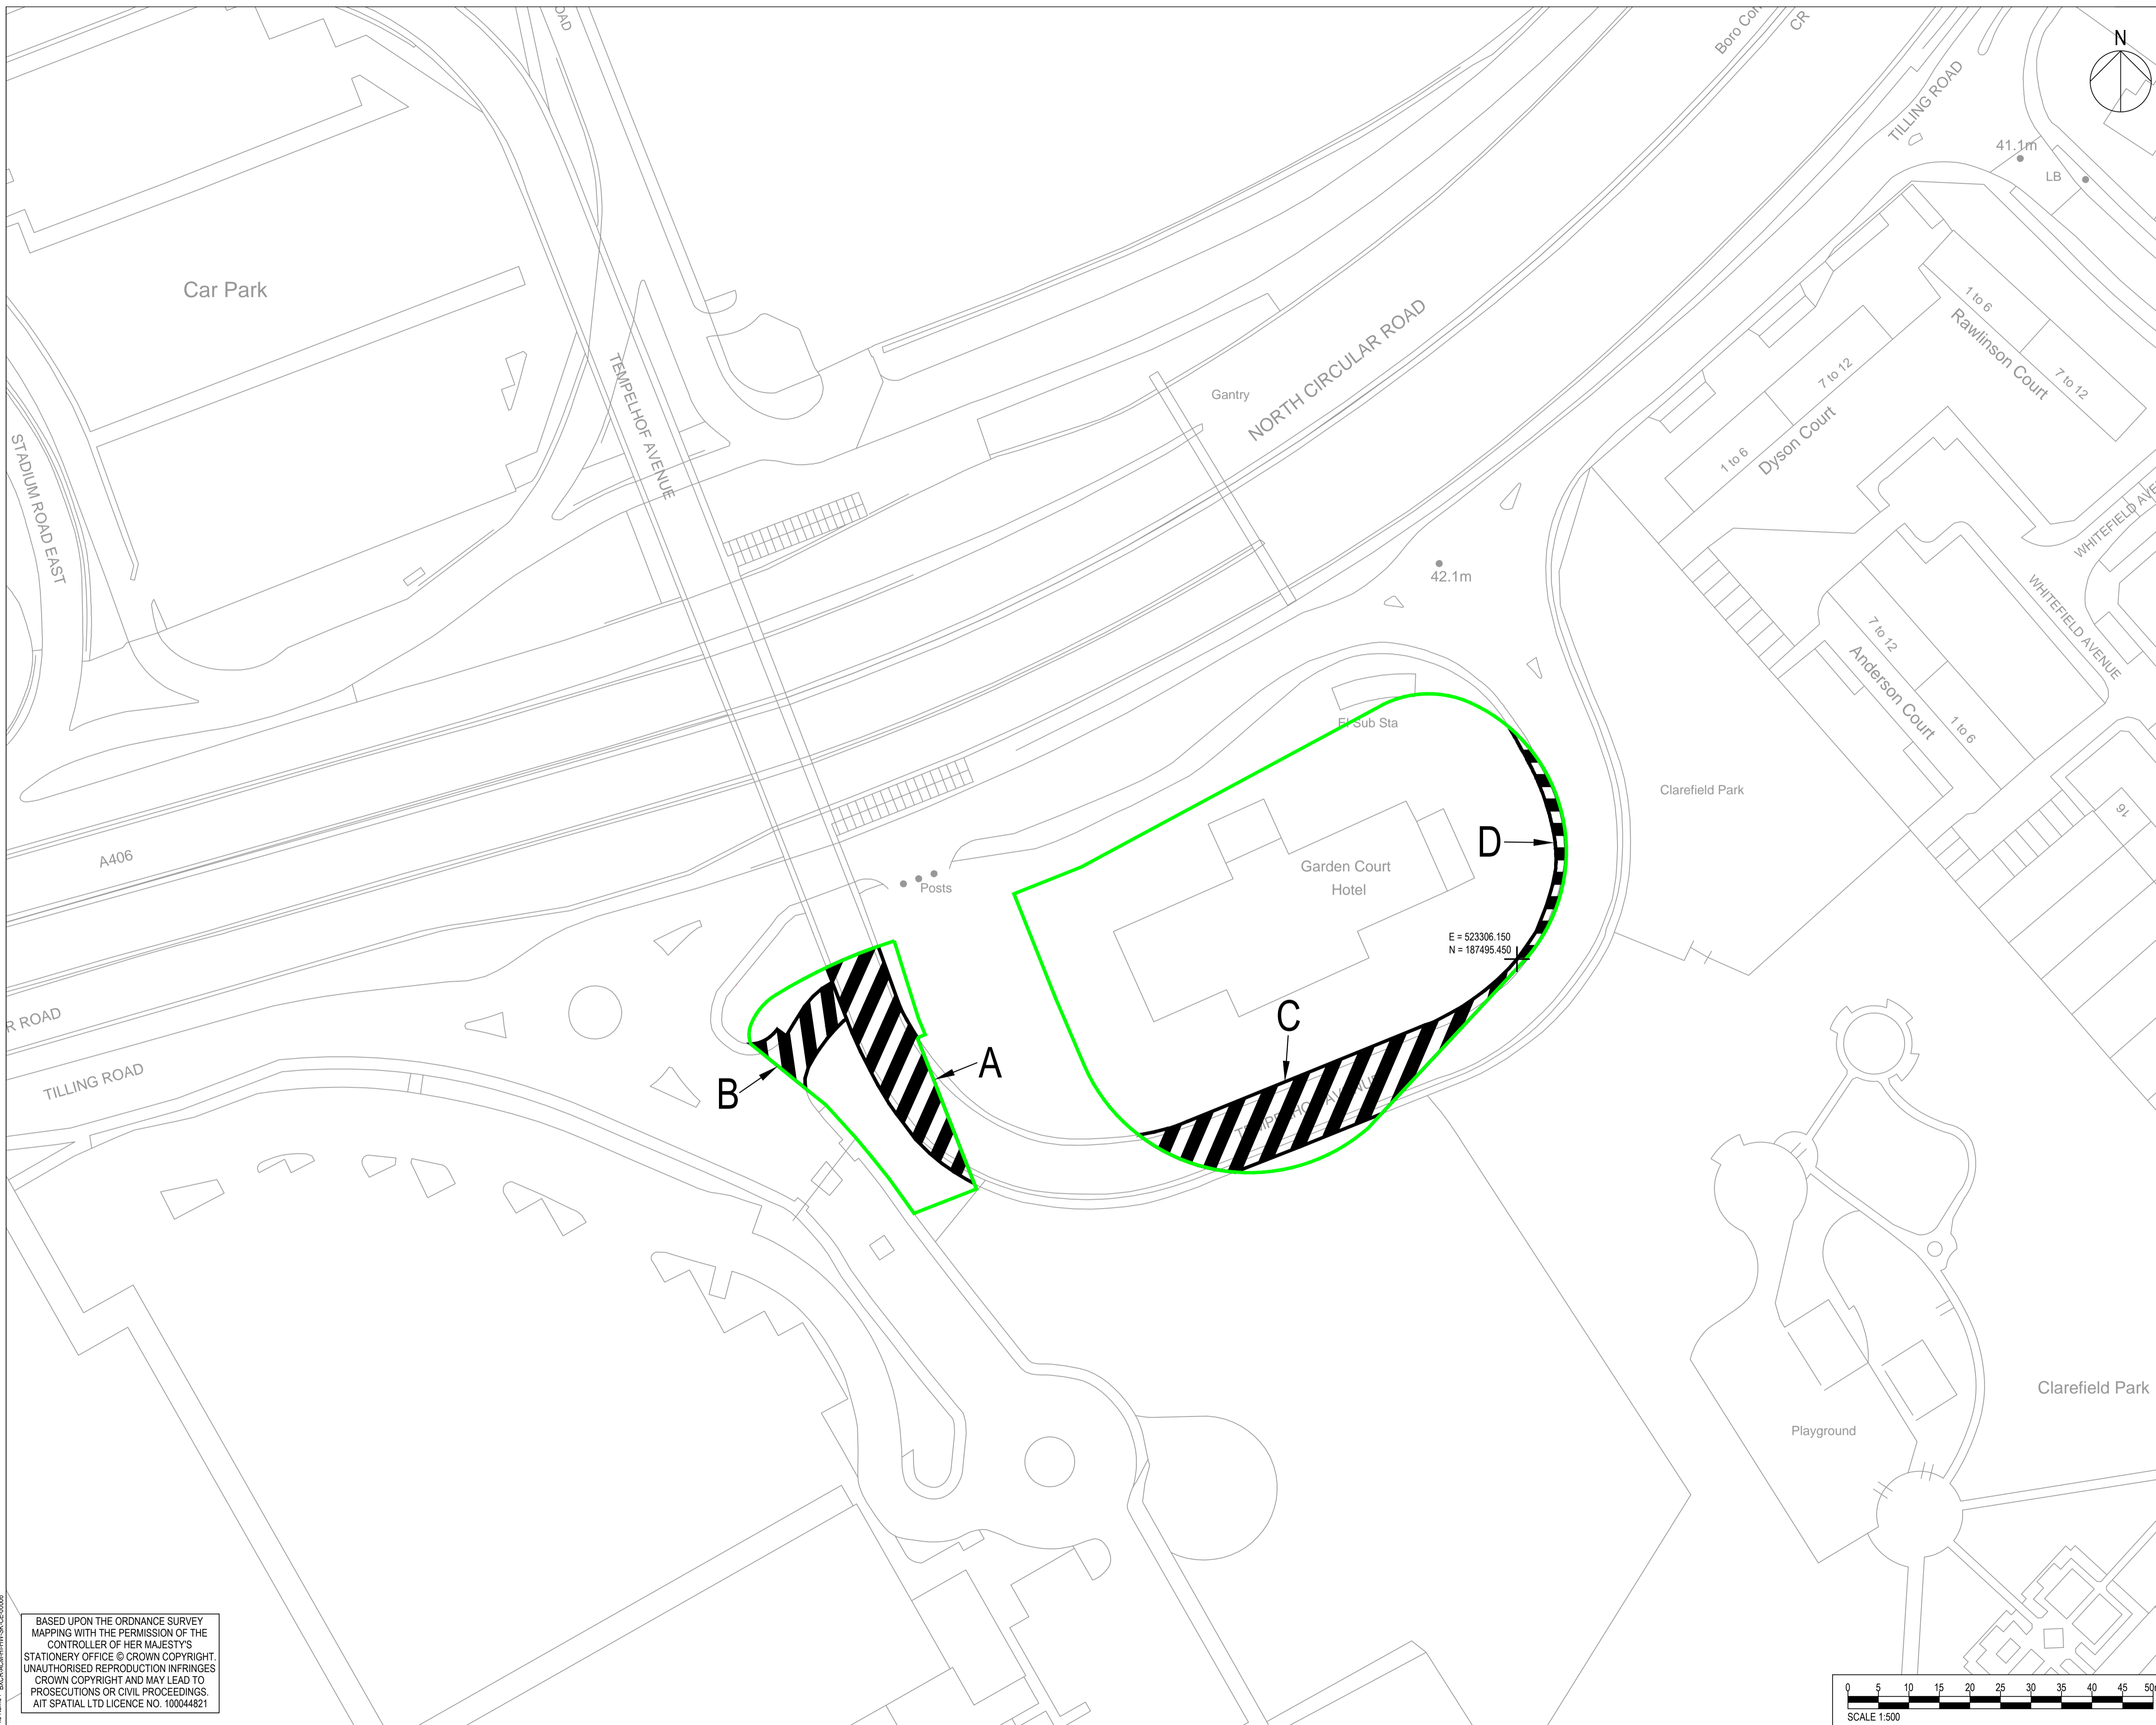 OAD
Boro Con
CR
N
TILLING ROAD
41.1m
LB
Car Park
1 to 6
Rawlinson Court
7 to 12
TEMPELHOF AVENUE
Gantry
NORTH CIRCULAR ROAD
7 to 12
1 to 6
Dyson Court
STADIUM ROAD EAST
WHITEFIELD AVE
42.1m
WHITEFIELD AVENUE
7 to 12
Anderson Court
1 to 6
El Sub Sta
Clarefield Park
16
A406
D
Garden Court
Hotel
Posts
E = 523306.150
N = 187495.450
R ROAD
C
A
TILLING ROAD
B
Clarefield Park
Playground
BASED UPON THE ORDNANCE SURVEY
MAPPING WITH THE PERMISSION OF THE
CONTROLLER OF HER MAJESTY'S
STATIONERY OFFICE © CROWN COPYRIGHT.
UNAUTHORISED REPRODUCTION INFRINGES
CROWN COPYRIGHT AND MAY LEAD TO
PROSECUTIONS OR CIVIL PROCEEDINGS.
AIT SPATIAL LTD LICENCE NO. 100044821
0 5 10 15 20 25 30 35 40 45 50
SCALE 1:500